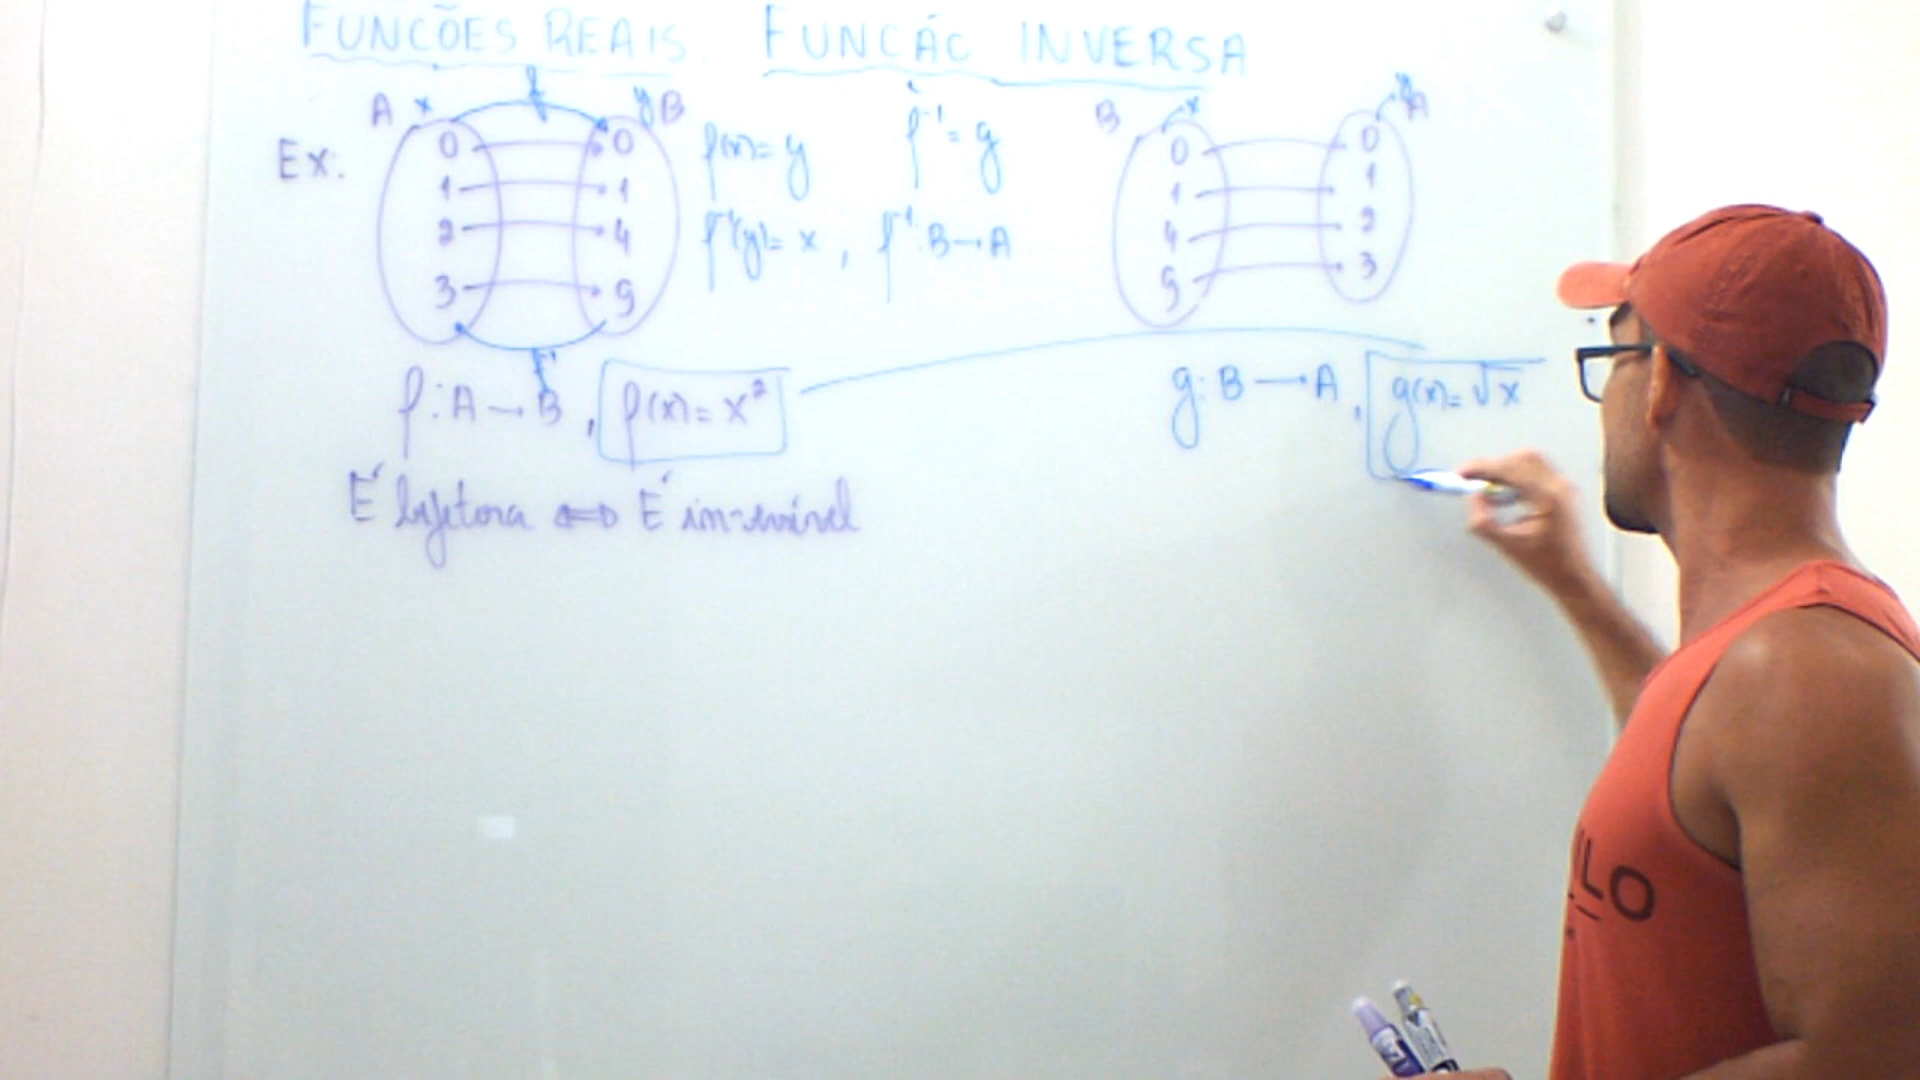 FUNÇÕES REAIS. FUNÇÃO INVERSA
A x f y B
Ex: 0 0
1 1
2 4
3 9
f(x)= y f⁻¹= g
f⁻¹(y)= x , f⁻¹: B→A
B x y A
0 0
1 1
4 2
9 3
f⁻¹
f: A→B , f(x)= x²
g: B→A , g(x)= √x
É bijetora ⇔ É inversível
LO